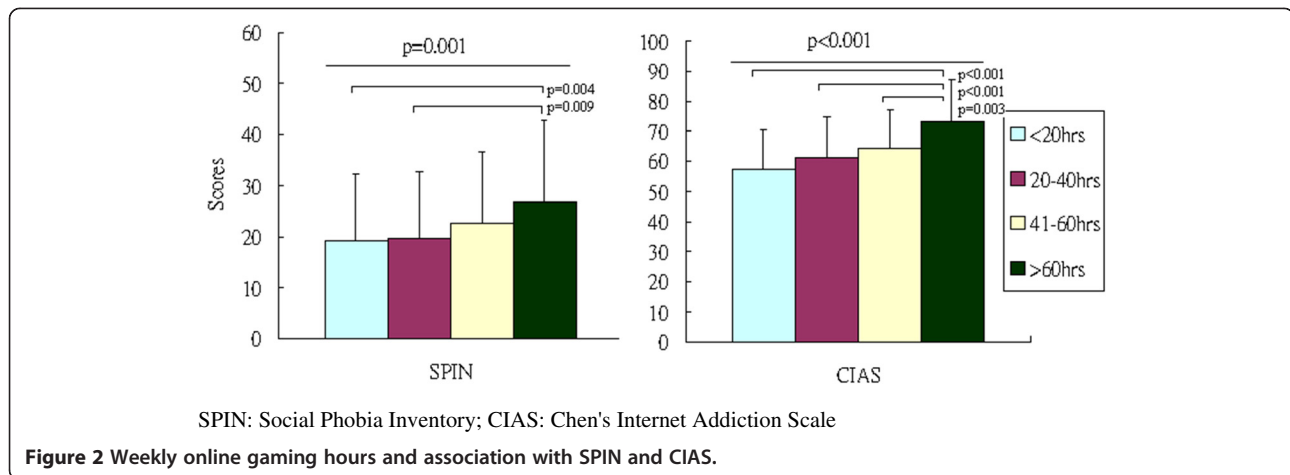 60
50
40
30
20
10
0
Scores
p=0.001
p=0.004
p=0.009
SPIN
100
90
80
70
60
50
40
30
20
10
0
p<0.001
p<0.001
p<0.001
p=0.003
CIAS
<20hrs
20-40hrs
41-60hrs
>60hrs
SPIN: Social Phobia Inventory; CIAS: Chen's Internet Addiction Scale
Figure 2 Weekly online gaming hours and association with SPIN and CIAS.